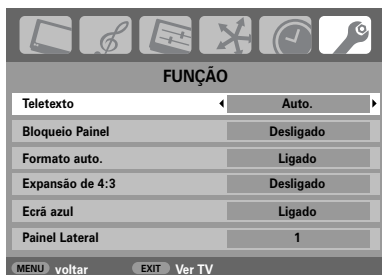 FUNÇÃO
Teletexto Auto.
Bloqueio Painel Desligado
Formato auto. Ligado
Expansão de 4:3 Desligado
Ecrã azul Ligado
Painel Lateral 1
MENU voltar EXIT Ver TV